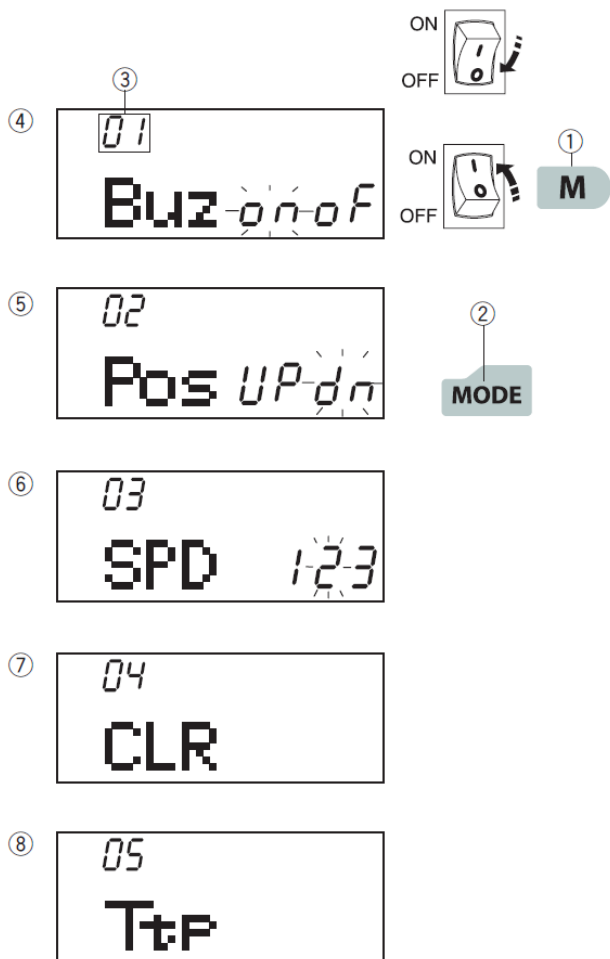 ON
OFF
③
④
01
Buz on oF
ON
OFF
①
M
⑤
02
Pos UP dn
②
MODE
⑥
03
SPD 1 2 3
⑦
04
CLR
⑧
05
Ttp